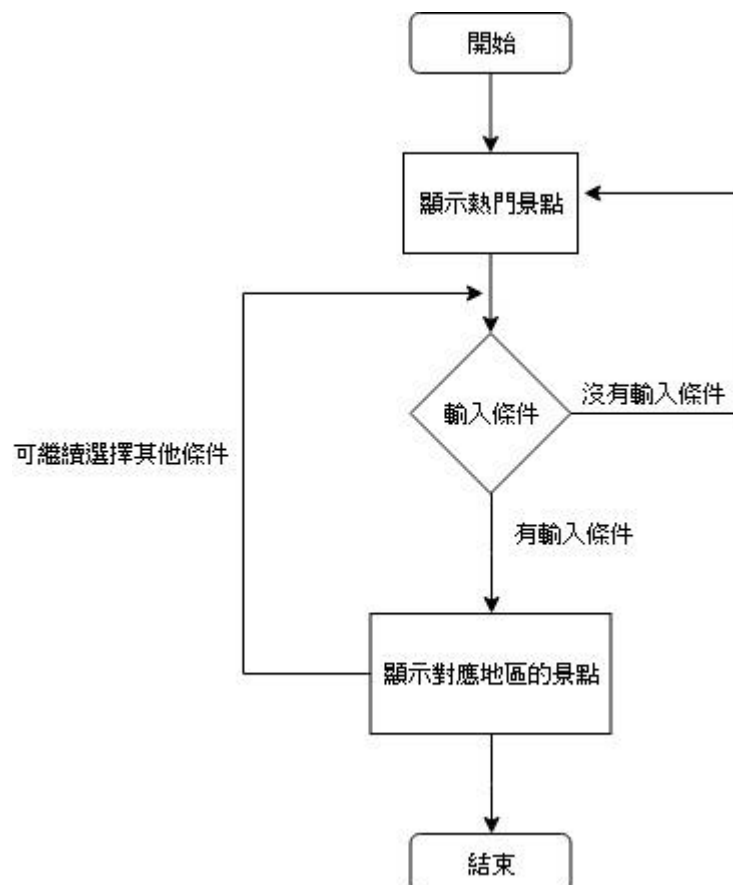 開始
顯示熱門景點
輸入條件
沒有輸入條件
可繼續選擇其他條件
有輸入條件
顯示對應地區的景點
結束